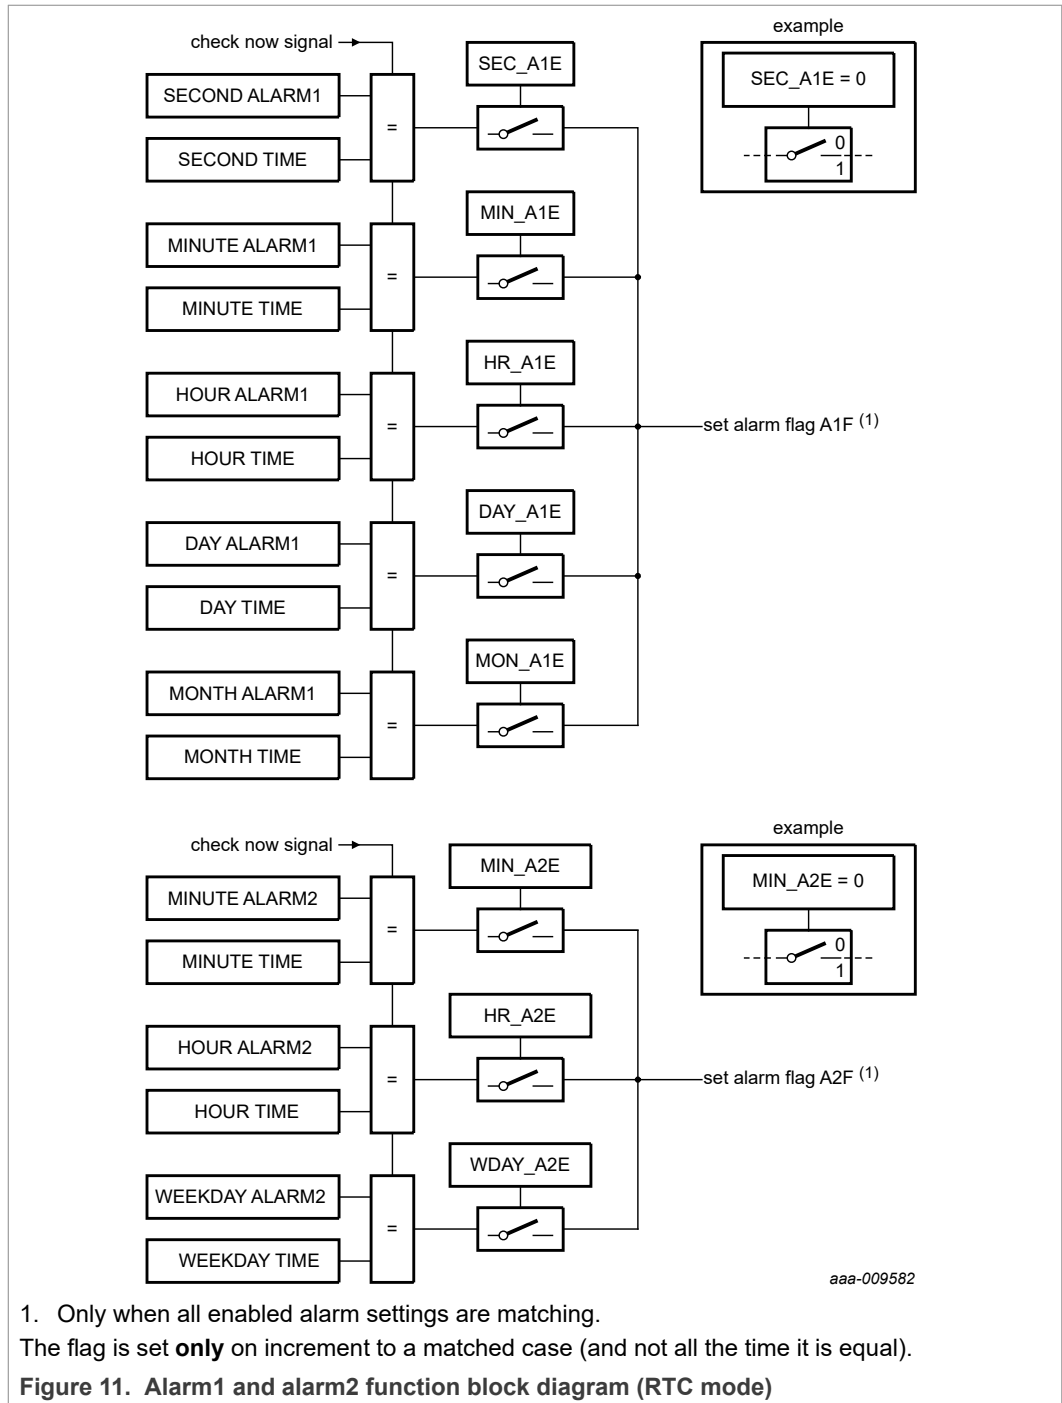 example
check now signal
SEC_A1E
SEC_A1E = 0
SECOND ALARM1
=
0
1
SECOND TIME
MIN_A1E
MINUTE ALARM1
=
MINUTE TIME
HR_A1E
HOUR ALARM1
=
set alarm flag A1F (1)
HOUR TIME
DAY_A1E
DAY ALARM1
=
DAY TIME
MON_A1E
MONTH ALARM1
=
MONTH TIME
example
check now signal
MIN_A2E
MIN_A2E = 0
MINUTE ALARM2
=
0
1
MINUTE TIME
HR_A2E
HOUR ALARM2
=
set alarm flag A2F (1)
HOUR TIME
WDAY_A2E
WEEKDAY ALARM2
=
WEEKDAY TIME
aaa-009582
1. Only when all enabled alarm settings are matching.
The flag is set only on increment to a matched case (and not all the time it is equal).
Figure 11. Alarm1 and alarm2 function block diagram (RTC mode)